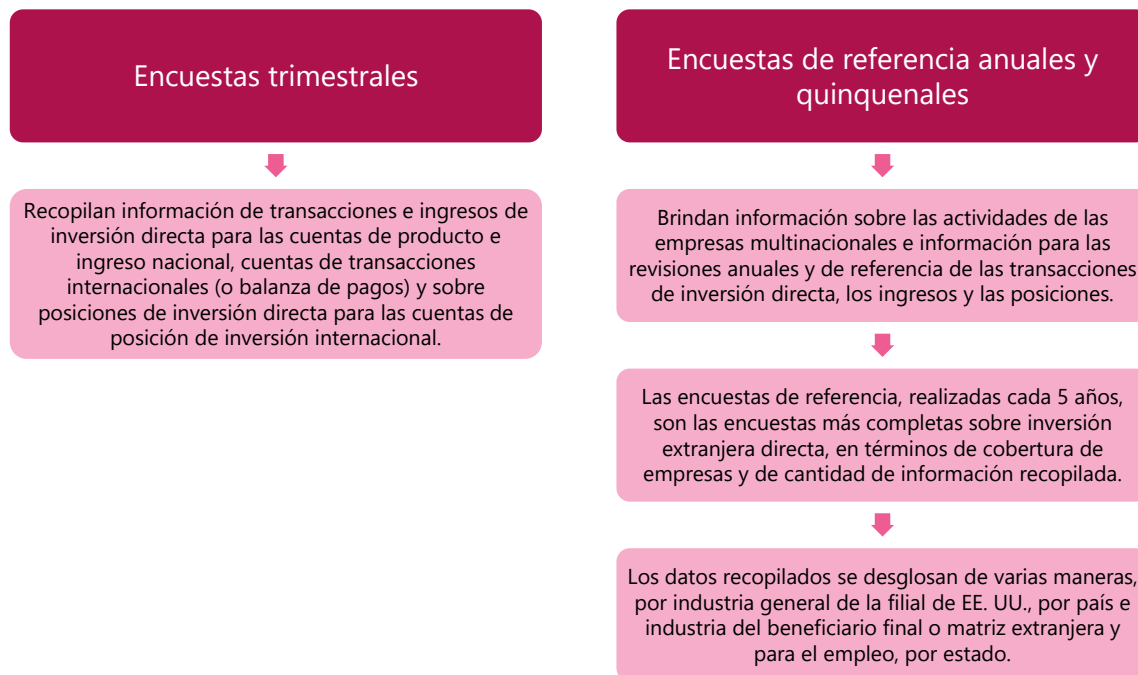 Encuestas trimestrales
Recopilan información de transacciones e ingresos de
inversión directa para las cuentas de producto e
ingreso nacional, cuentas de transacciones
internacionales (o balanza de pagos) y sobre
posiciones de inversión directa para las cuentas de
posición de inversión internacional.
Encuestas de referencia anuales y
quinquenales
Brindan información sobre las actividades de las
empresas multinacionales e información para las
revisiones anuales y de referencia de las transacciones
de inversión directa, los ingresos y las posiciones.
Las encuestas de referencia, realizadas cada 5 años,
son las encuestas más completas sobre inversión
extranjera directa, en términos de cobertura de
empresas y de cantidad de información recopilada.
Los datos recopilados se desglosan de varias maneras,
por industria general de la filial de EE. UU., por país e
industria del beneficiario final o matriz extranjera y
para el empleo, por estado.